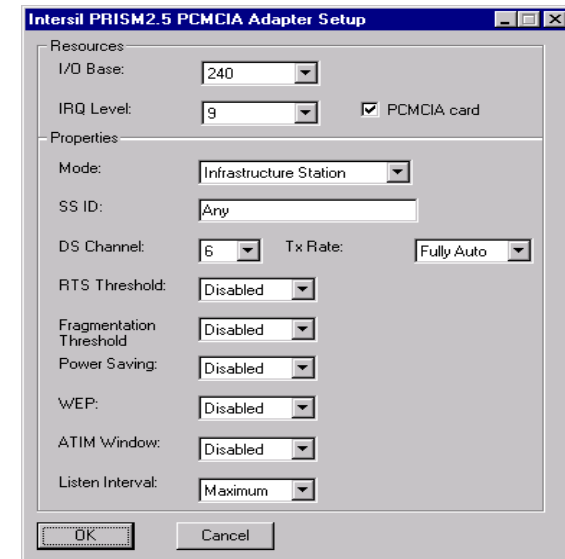 Intersil PRISM2.5 PCMCIA Adapter Setup
Resources
I/O Base: 240
IRQ Level: 9 PCMCIA card
Properties
Mode: Infrastructure Station
SS ID: Any
DS Channel: 6 Tx Rate: Fully Auto
RTS Threshold: Disabled
Fragmentation
Threshold Disabled
Power Saving: Disabled
WEP: Disabled
ATIM Window: Disabled
Listen Interval: Maximum
OK Cancel